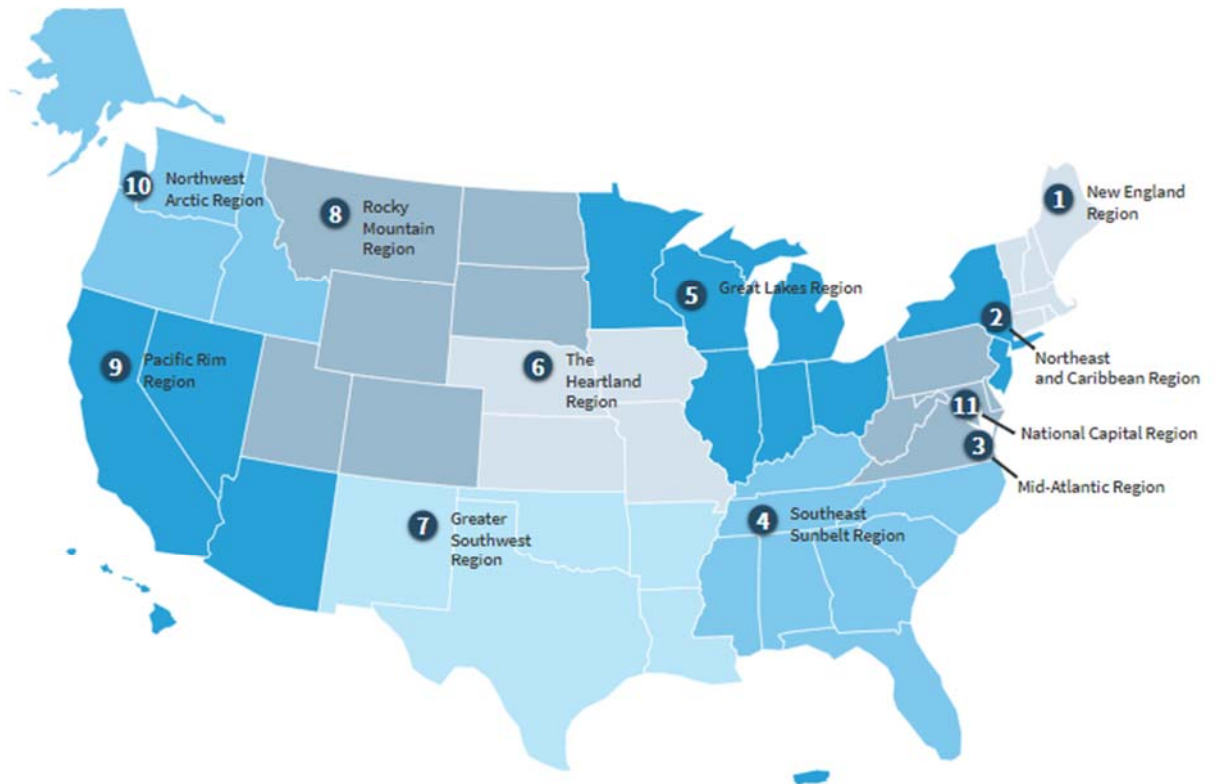 1 New England
Region
10 Northwest
Arctic Region
8 Rocky
Mountain
Region
5 Great Lakes Region
2
Northeast
and Caribbean Region
9 Pacific Rim
Region
6 The
Heartland
Region
11
National Capital Region
3
Mid-Atlantic Region
7 Greater
Southwest
Region
4 Southeast
Sunbelt Region